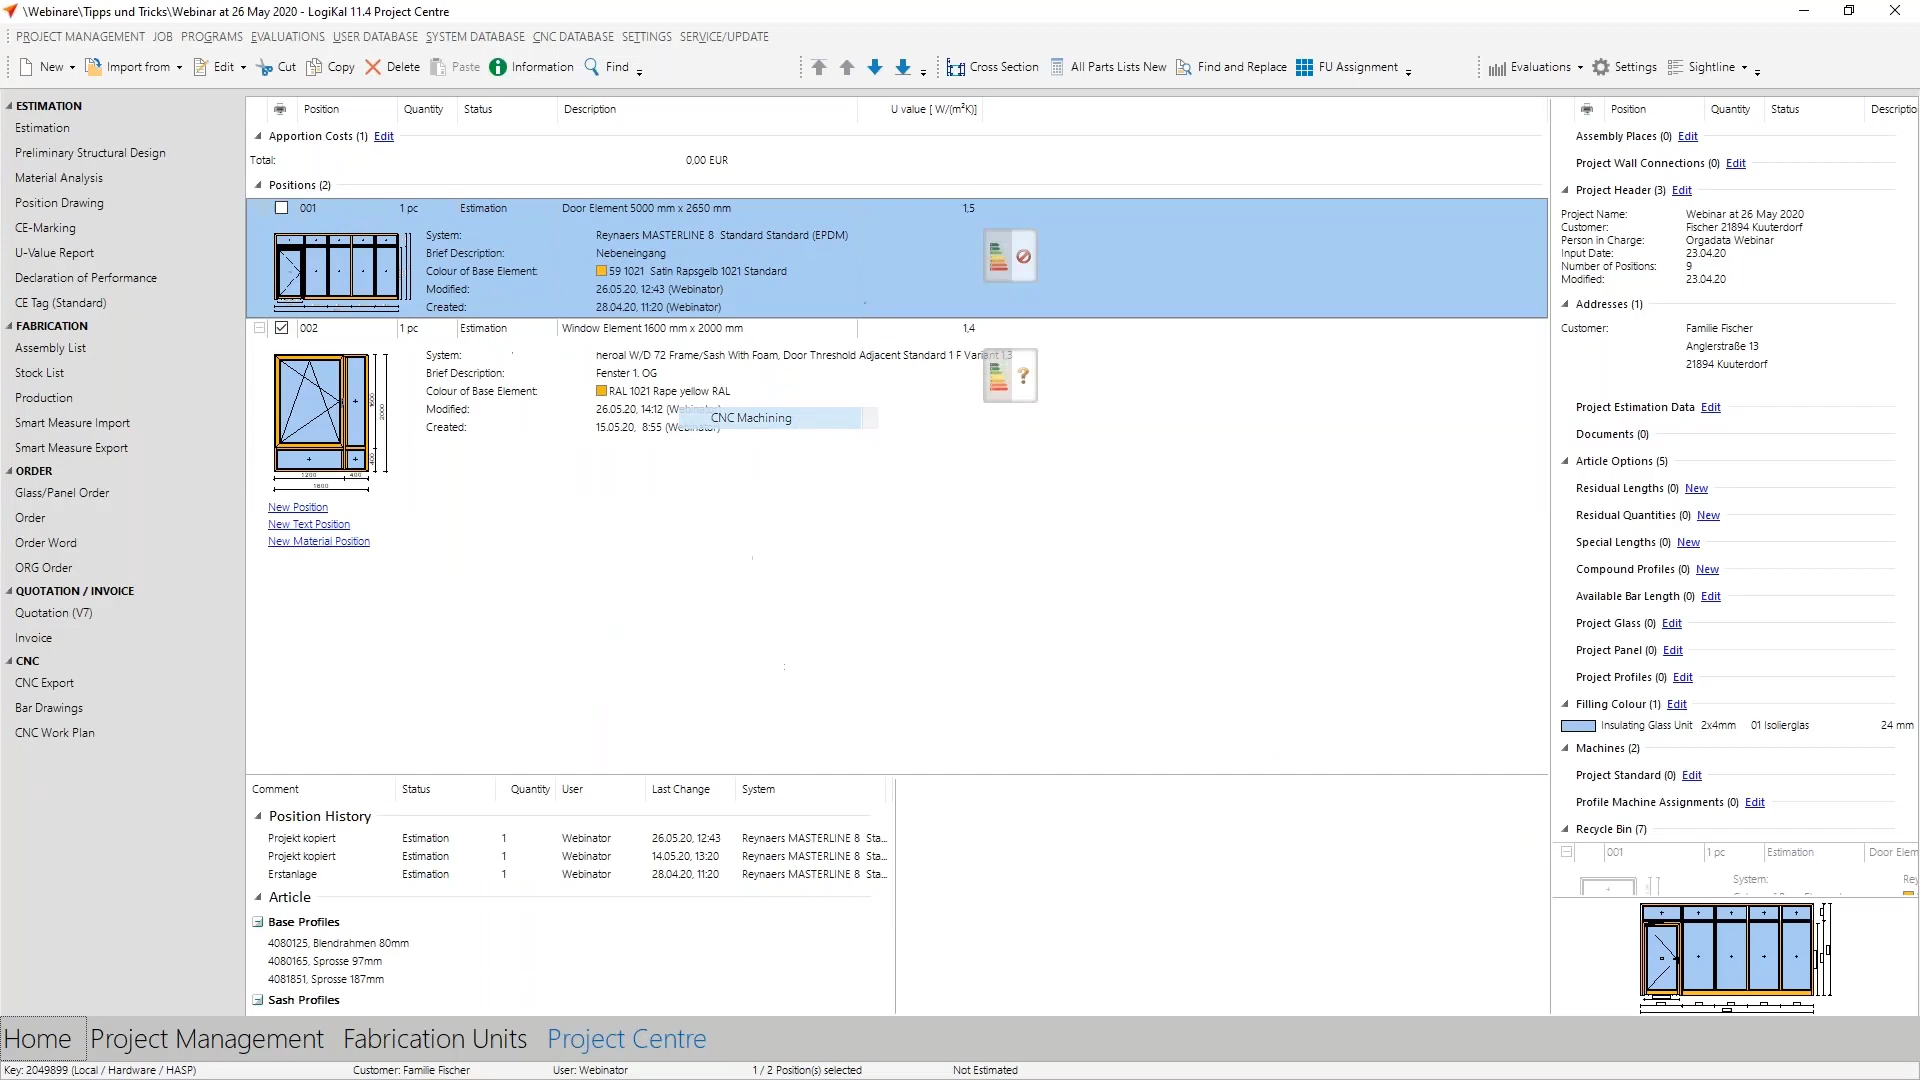 \Webinare\Tipps und Tricks\Webinar at 26 May 2020 - LogiKal 11.4 Project Centre
PROJECT MANAGEMENT JOB PROGRAMS EVALUATIONS USER DATABASE SYSTEM DATABASE CNC DATABASE SETTINGS SERVICE/UPDATE
New Import from Edit Cut Copy Delete Paste Information Find Cross Section All Parts Lists New Find and Replace FU Assignment Evaluations Settings Sightline
ESTIMATION
Estimation
Preliminary Structural Design
Material Analysis
Position Drawing
CE-Marking
U-Value Report
Declaration of Performance
CE Tag (Standard)
FABRICATION
Assembly List
Stock List
Production
Smart Measure Import
Smart Measure Export
ORDER
Glass/Panel Order
Order
Order Word
ORG Order
QUOTATION / INVOICE
Quotation (V7)
Invoice
CNC
CNC Export
Bar Drawings
CNC Work Plan
Position Quantity Status Description U value [ W/(m²K)]
Apportion Costs (1) Edit
Total: 0,00 EUR
Positions (2)
001 1 pc Estimation Door Element 5000 mm x 2650 mm 1,5
System: Reynaers MASTERLINE 8 Standard Standard (EPDM)
Brief Description: Nebeneingang
Colour of Base Element: 59 1021 Satin Rapsgelb 1021 Standard
Modified: 26.05.20, 12:43 (Webinator)
Created: 28.04.20, 11:20 (Webinator)
002 1 pc Estimation Window Element 1600 mm x 2000 mm 1,4
System: heroal W/D 72 Frame/Sash With Foam, Door Threshold Adjacent Standard 1 F Variant 1,3
Brief Description: Fenster 1. OG
Colour of Base Element: RAL 1021 Rape yellow RAL
Modified: 26.05.20, 14:12
CNC Machining
Created: 15.05.20, 8:55 (Webinator)
1600
2000
400
1200 400
1600
New Position
New Text Position
New Material Position
Comment Status Quantity User Last Change System
Position History
Projekt kopiert Estimation 1 Webinator 26.05.20, 12:43 Reynaers MASTERLINE 8 Sta...
Projekt kopiert Estimation 1 Webinator 14.05.20, 13:20 Reynaers MASTERLINE 8 Sta...
Erstanlage Estimation 1 Webinator 28.04.20, 11:20 Reynaers MASTERLINE 8 Sta...
Article
Base Profiles
4080125, Blendrahmen 80mm
4080165, Sprosse 97mm
4081851, Sprosse 187mm
Sash Profiles
Position Quantity Status Descriptio
Assembly Places (0) Edit
Project Wall Connections (0) Edit
Project Header (3) Edit
Project Name: Webinar at 26 May 2020
Customer: Fischer 21894 Kuuterdorf
Person in Charge: Orgadata Webinar
Input Date: 23.04.20
Number of Positions: 9
Modified: 23.04.20
Addresses (1)
Customer: Familie Fischer
Anglerstraße 13
21894 Kuuterdorf
Project Estimation Data Edit
Documents (0)
Article Options (5)
Residual Lengths (0) New
Residual Quantities (0) New
Special Lengths (0) New
Compound Profiles (0) New
Available Bar Length (0) Edit
Project Glass (0) Edit
Project Panel (0) Edit
Project Profiles (0) Edit
Filling Colour (1) Edit
Insulating Glass Unit 2x4mm 01 Isolierglas 24 mm
Machines (2)
Project Standard (0) Edit
Profile Machine Assignments (0) Edit
Recycle Bin (7)
001 1 pc Estimation Door Elem
System: Rey
Home Project Management Fabrication Units Project Centre
Key: 2049899 (Local / Hardware / HASP) Customer: Familie Fischer User: Webinator 1 / 2 Position(s) selected Not Estimated